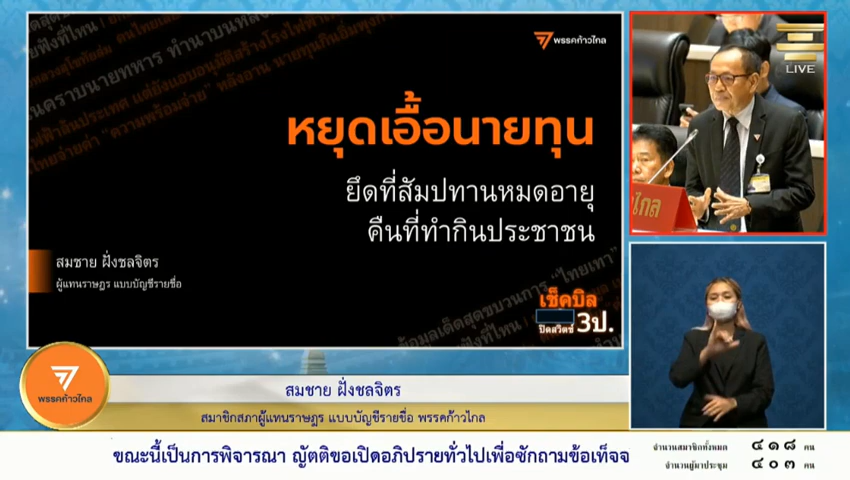 พรรคก้าวไกล
หยุดเอื้อนายทุน
ยึดที่สัมปทานหมดอายุ
คืนที่ทำกินประชาชน
สมชาย ฝั่งชลจิตร
ผู้แทนราษฎร แบบบัญชีรายชื่อ
เช็คบิล
ปิดสวิตช์ 3ป.
LIVE
พรรคก้าวไกล
สมชาย ฝั่งชลจิตร
สมาชิกสภาผู้แทนราษฎร แบบบัญชีรายชื่อ พรรคก้าวไกล
ขณะนี้เป็นการพิจารณา ญัตติขอเปิดอภิปรายทั่วไปเพื่อซักถามข้อเท็จจ
จำนวนสมาชิกทั้งหมด ๔๑๘ คน
จำนวนผู้มาประชุม ๔๐๓ คน